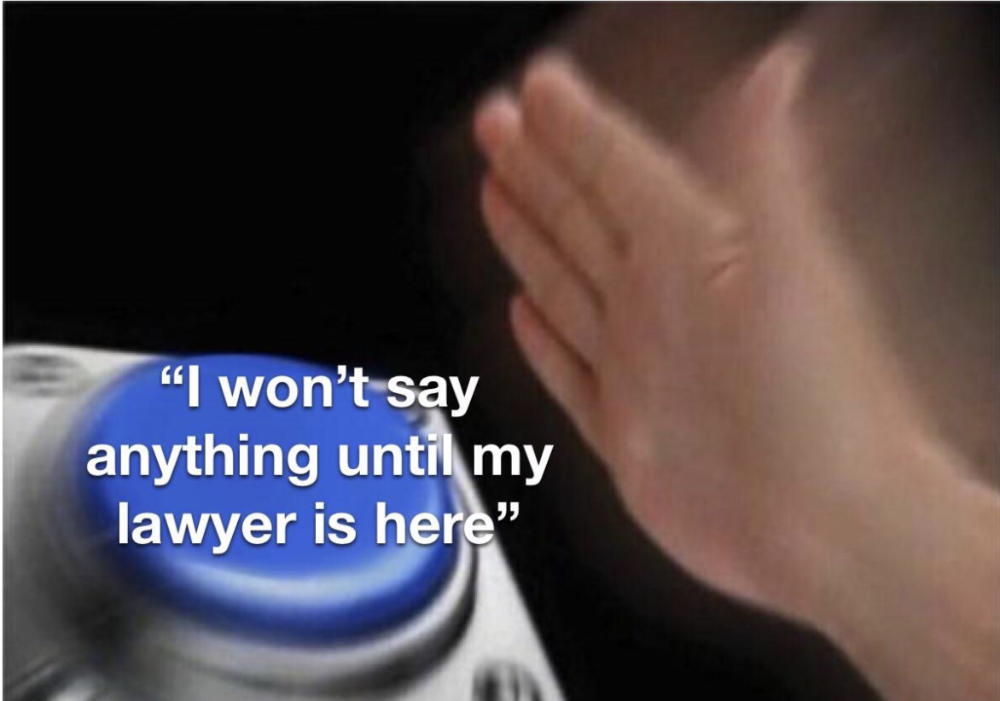 “I won’t say
anything until my
lawyer is here”